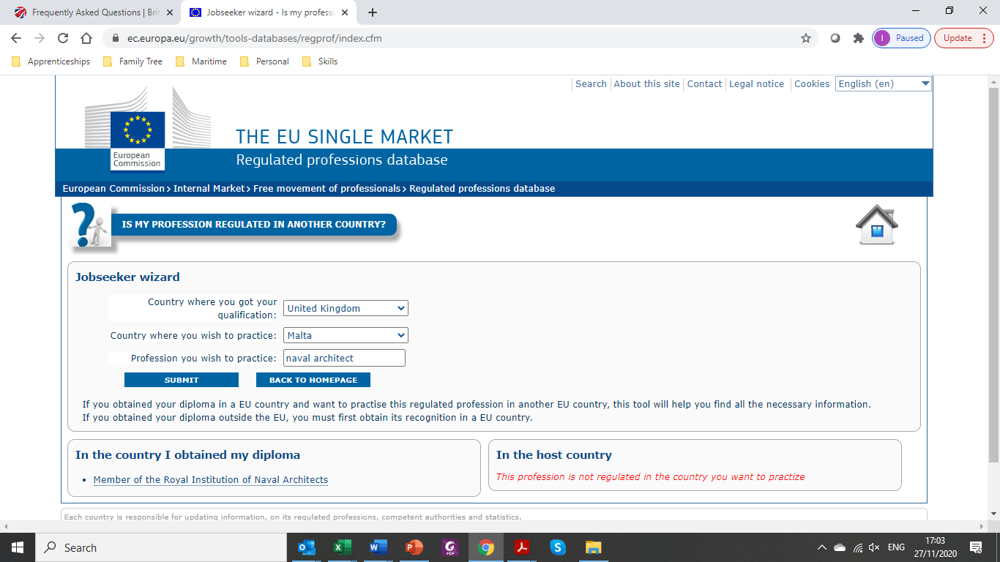 Frequently Asked Questions | Brit
Jobseeker wizard - Is my professi
ec.europa.eu/growth/tools-databases/regprof/index.cfm
I
Paused
Update
Apprenticeships
Family Tree
Maritime
Personal
Skills
Search
About this site
Contact
Legal notice
Cookies
English (en)
THE EU SINGLE MARKET
European
Commission
Regulated professions database
European Commission > Internal Market > Free movement of professionals > Regulated professions database
?
IS MY PROFESSION REGULATED IN ANOTHER COUNTRY?
Jobseeker wizard
Country where you got your
qualification:
United Kingdom
Country where you wish to practice:
Malta
Profession you wish to practice:
naval architect
SUBMIT
BACK TO HOMEPAGE
If you obtained your diploma in a EU country and want to practise this regulated profession in another EU country, this tool will help you find all the necessary information.
If you obtained your diploma outside the EU, you must first obtain its recognition in a EU country.
In the country I obtained my diploma
• Member of the Royal Institution of Naval Architects
In the host country
This profession is not regulated in the country you want to practize
Each country is responsible for updating information, on its regulated professions, competent authorities and statistics.
Search
ENG
17:03
27/11/2020